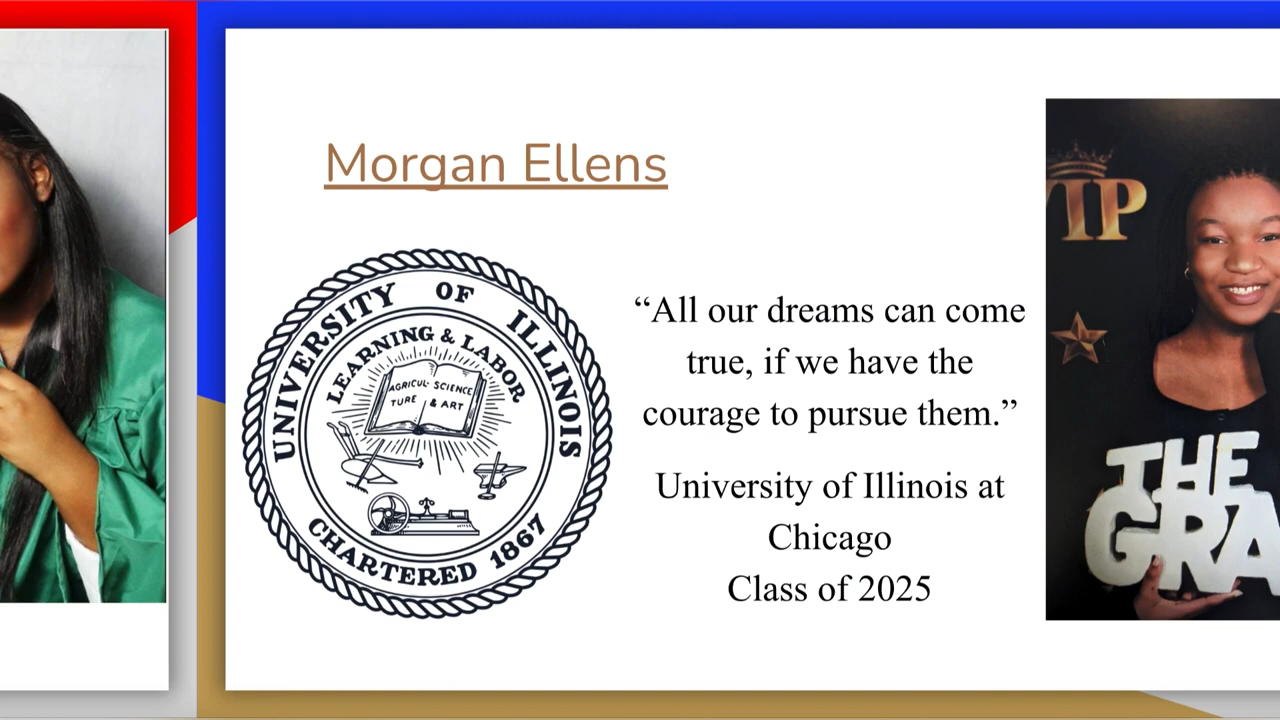 Morgan Ellens
UNIVERSITY OF ILLINOIS
LEARNING & LABOR
AGRICUL- SCIENCE
TURE & ART
CHARTERED 1867
“All our dreams can come
true, if we have the
courage to pursue them.”
University of Illinois at
Chicago
Class of 2025
VIP
THE
GRA